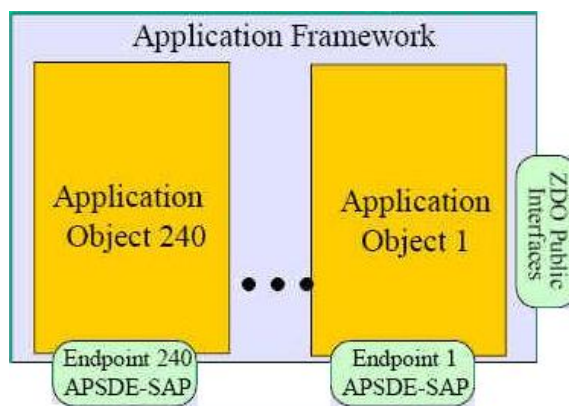 Application Framework
Application
Object 240
Application
Object 1
ZDO Public
Interfaces
Endpoint 240
APSDE-SAP
Endpoint 1
APSDE-SAP